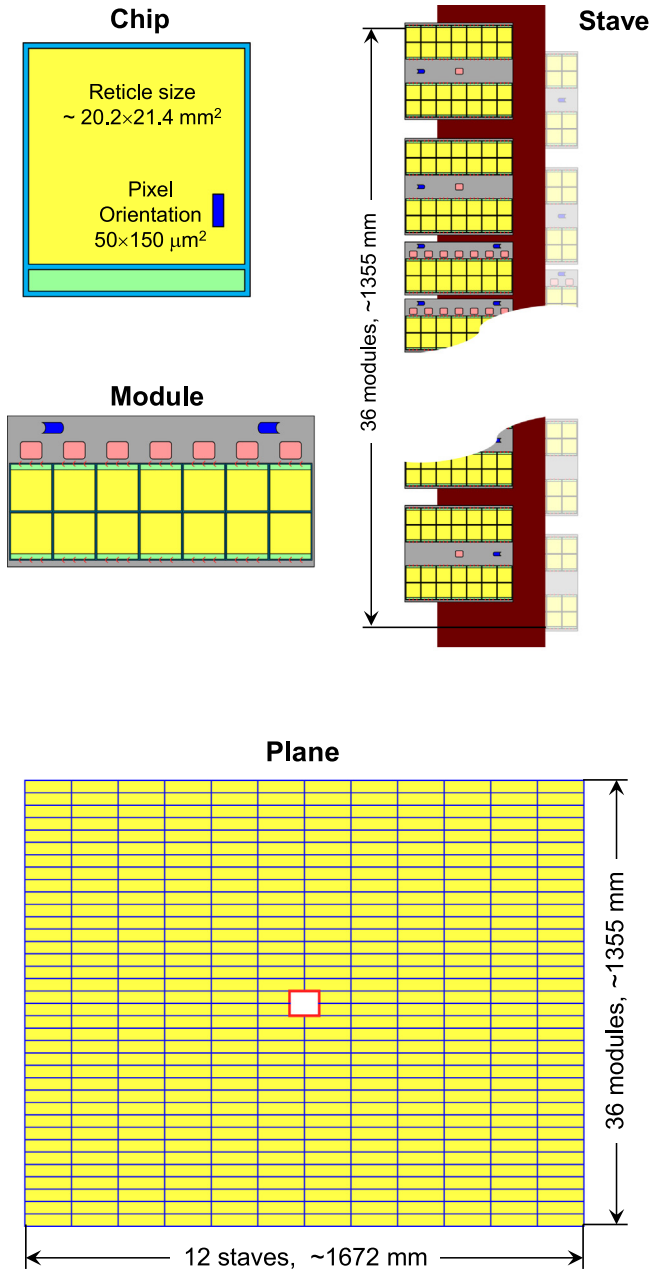 Chip
Stave
Reticle size
~ 20.2×21.4 mm²
Pixel
Orientation
50×150 μm²
36 modules, ~1355 mm
Module
Plane
36 modules, ~1355 mm
12 staves, ~1672 mm